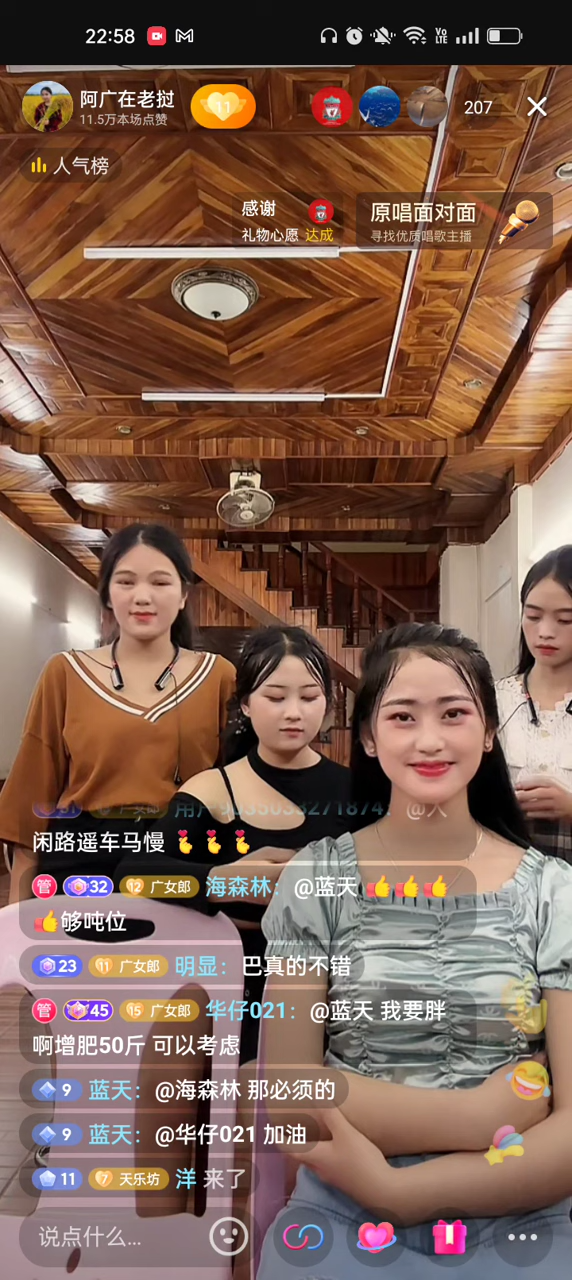 22:58
VoLTE
阿广在老挝
11.5万本场点赞
11
207
人气榜
感谢
礼物心愿 达成
原唱面对面
寻找优质唱歌主播
闲路遥车马慢
管 32 12 广女郎 海森林: @蓝天
够吨位
23 11 广女郎 明显: 巴真的不错
管 45 15 广女郎 华仔021: @蓝天 我要胖
啊增肥50斤 可以考虑
9 蓝天: @海森林 那必须的
9 蓝天: @华仔021 加油
11 7 天乐坊 洋 来了
说点什么...